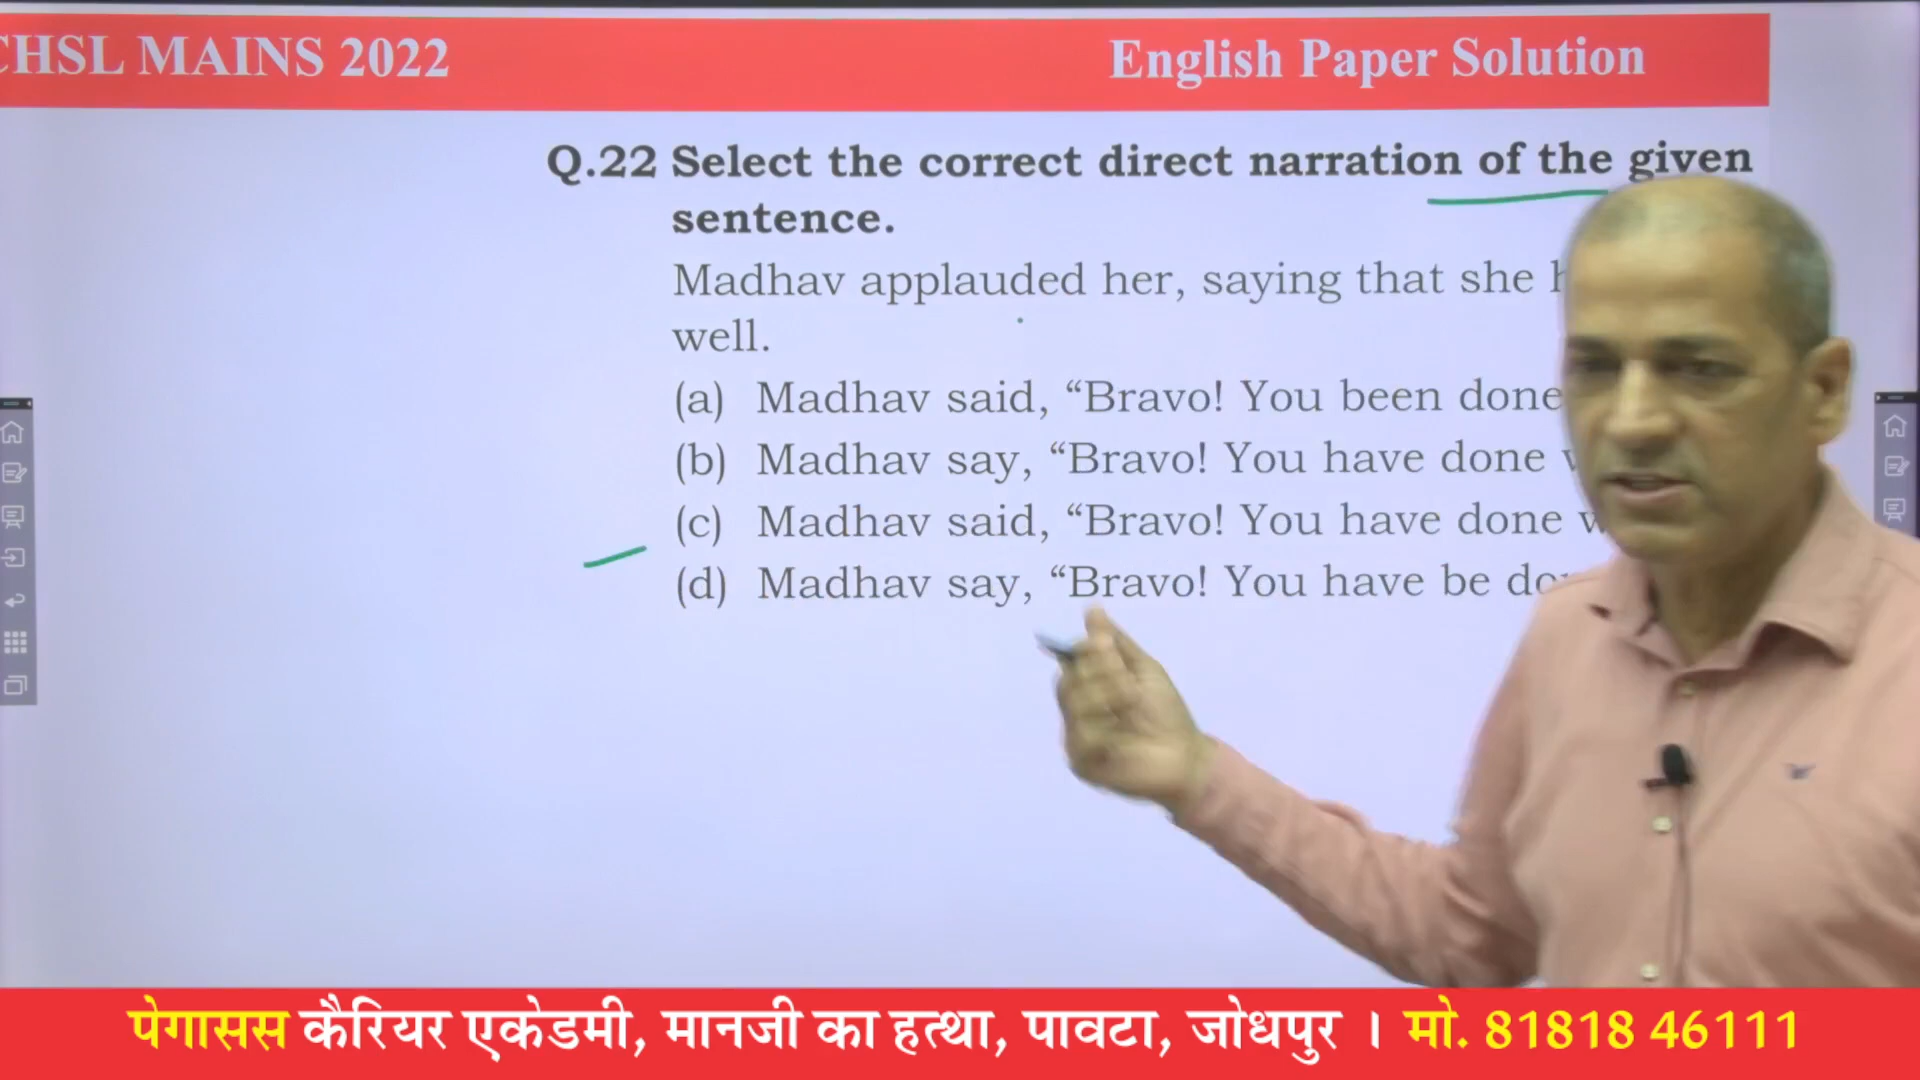 CHSL MAINS 2022
English Paper Solution
Q.22 Select the correct direct narration of the given
sentence.
Madhav applauded her, saying that she
well.
(a) Madhav said, “Bravo! You been done
(b) Madhav say, “Bravo! You have done
(c) Madhav said, “Bravo! You have done
(d) Madhav say, “Bravo! You have be
पेगासस कैरियर एकेडमी, मानजी का हत्था, पावटा, जोधपुर । मो. 81818 46111